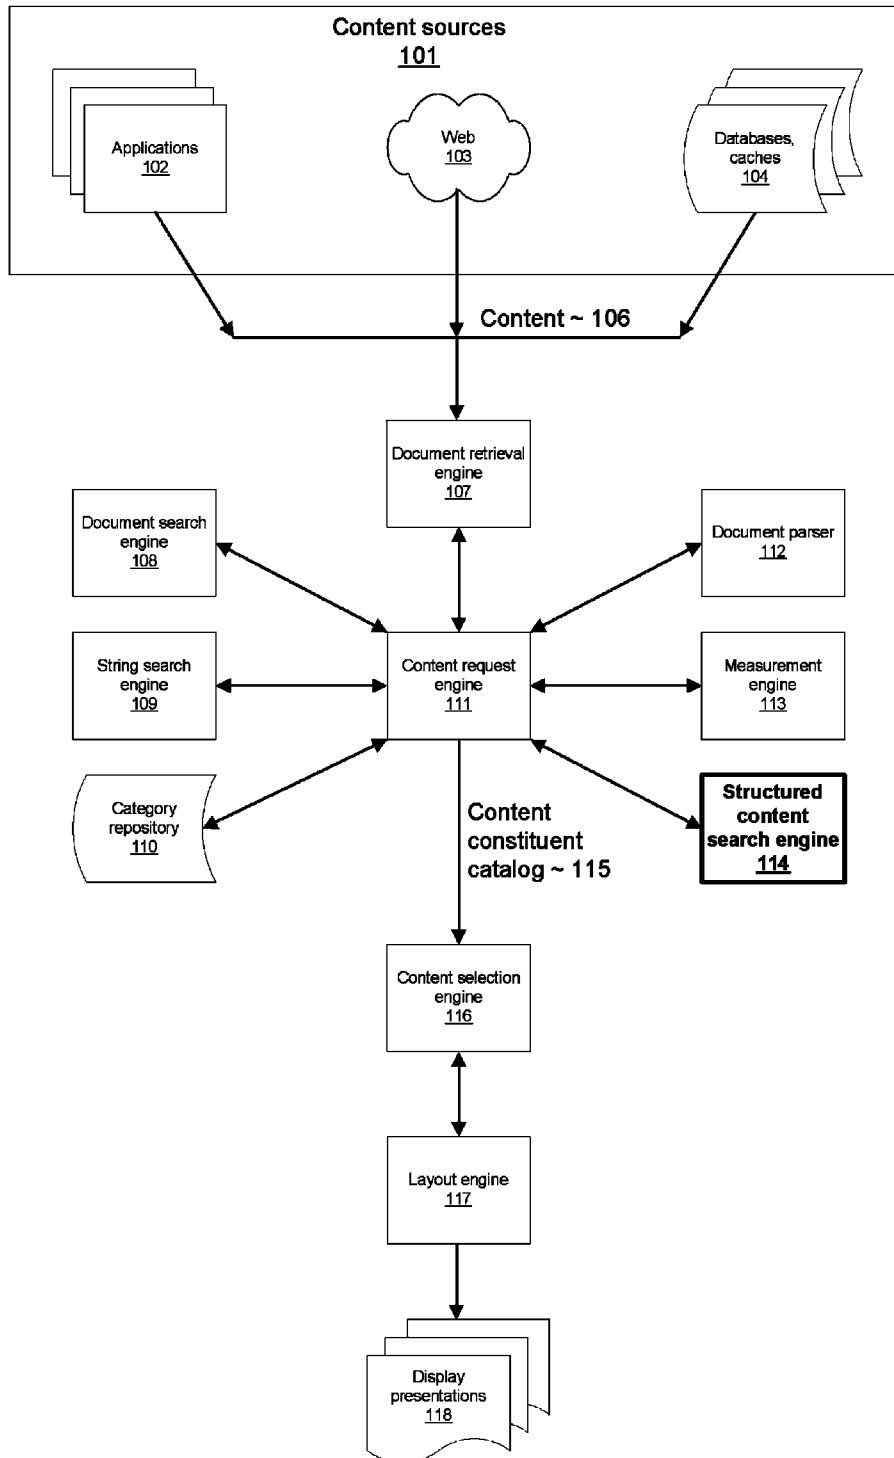 Content sources
101
Applications
102
Web
103
Databases,
caches
104
Content ~ 106
Document retrieval
engine
107
Document search
engine
108
Document parser
112
String search
engine
109
Content request
engine
111
Measurement
engine
113
Category
repository
110
Content
constituent
catalog ~ 115
Structured
content
search engine
114
Content selection
engine
116
Layout engine
117
Display
presentations
118